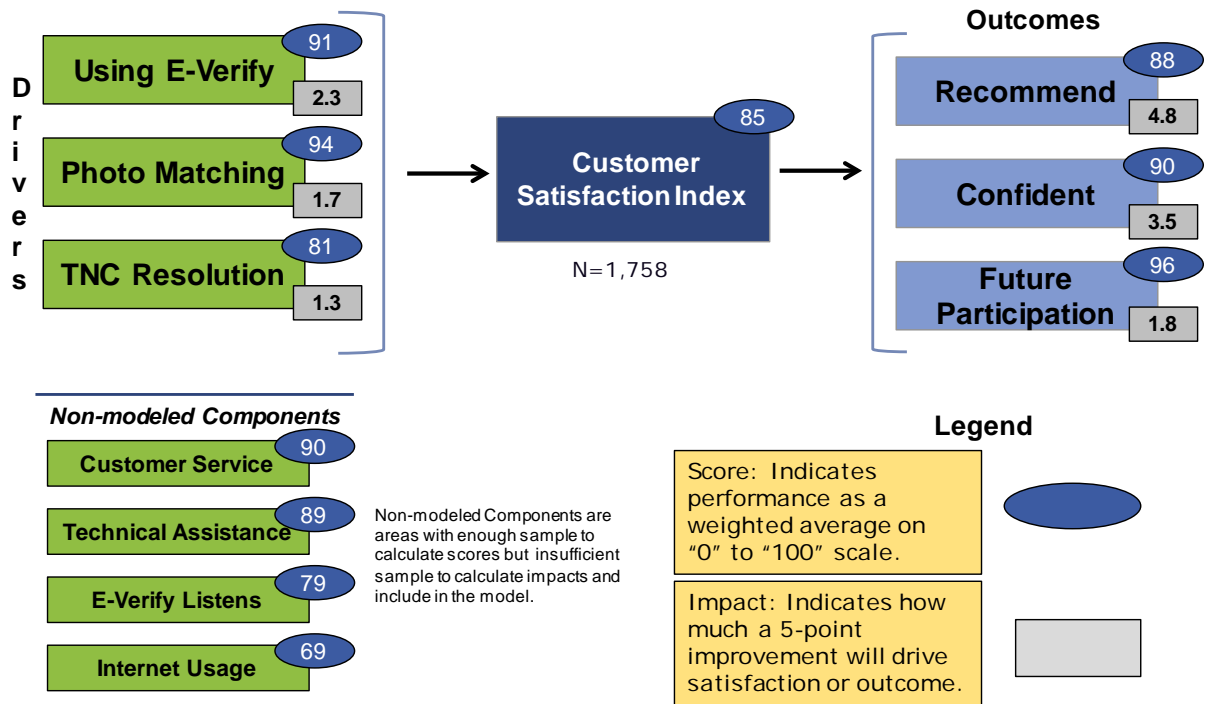 Drivers
Using E-Verify
91
2.3
Photo Matching
94
1.7
TNC Resolution
81
1.3
Customer
Satisfaction Index
85
N=1,758
Outcomes
Recommend
88
4.8
Confident
90
3.5
Future
Participation
96
1.8
Non-modeled Components
Customer Service
90
Technical Assistance
89
E-Verify Listens
79
Internet Usage
69
Non-modeled Components are
areas with enough sample to
calculate scores but insufficient
sample to calculate impacts and
include in the model.
Legend
Score: Indicates
performance as a
weighted average on
“0” to “100” scale.
Impact: Indicates how
much a 5-point
improvement will drive
satisfaction or outcome.